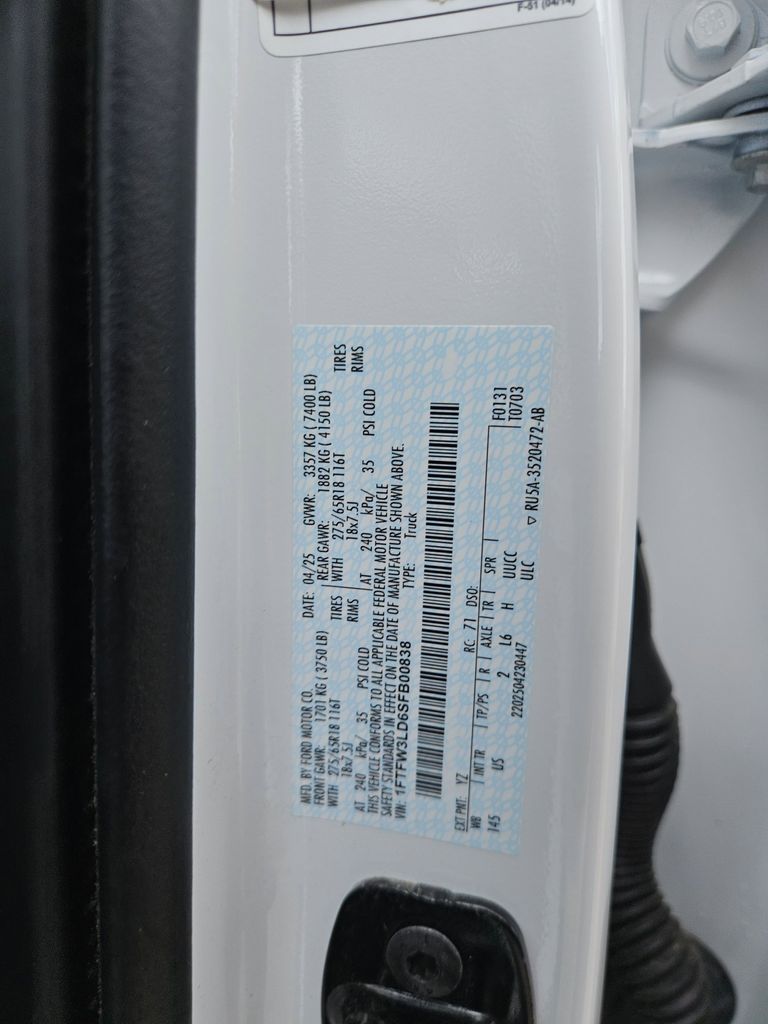 F-61 (04/14)
MFD. BY FORD MOTOR CO.
DATE: 04/25 GVWR: 3357 KG ( 7400 LB)
FRONT GAWR: 1701 KG ( 3750 LB) REAR GAWR: 1882 KG ( 4150 LB)
WITH 275/65R18 116T TIRES WITH 275/65R18 116T TIRES
18x7.5J RIMS 18x7.5J RIMS
AT 240 kPa/ 35 PSI COLD AT 240 kPa/ 35 PSI COLD
THIS VEHICLE CONFORMS TO ALL APPLICABLE FEDERAL MOTOR VEHICLE
SAFETY STANDARDS IN EFFECT ON THE DATE OF MANUFACTURE SHOWN ABOVE.
VIN: 1FTFW3LD6SFB00838 TYPE: Truck
EXT PNT: YZ RC: 71 DSO: F0131
WB INT TR TP/PS R AXLE TR SPR T0703
145 US 2 L6 H UUCC
2202504230447 ULC ▽ RU5A-3520472-AB